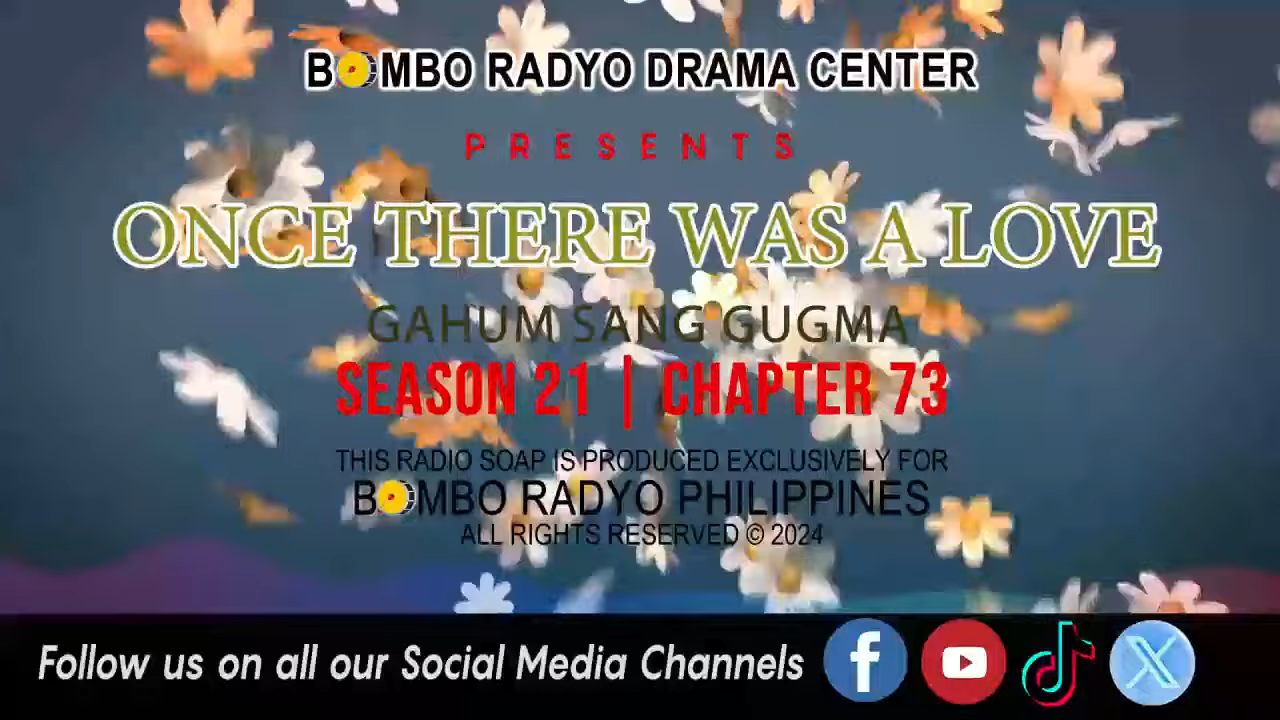 BOMBO RADYO DRAMA CENTER
PRESENTS
ONCE THERE WAS A LOVE
GAHUM SANG GUGMA
SEASON 21 | CHAPTER 73
THIS RADIO SOAP IS PRODUCED EXCLUSIVELY FOR
BOMBO RADYO PHILIPPINES
ALL RIGHTS RESERVED © 2024
Follow us on all our Social Media Channels